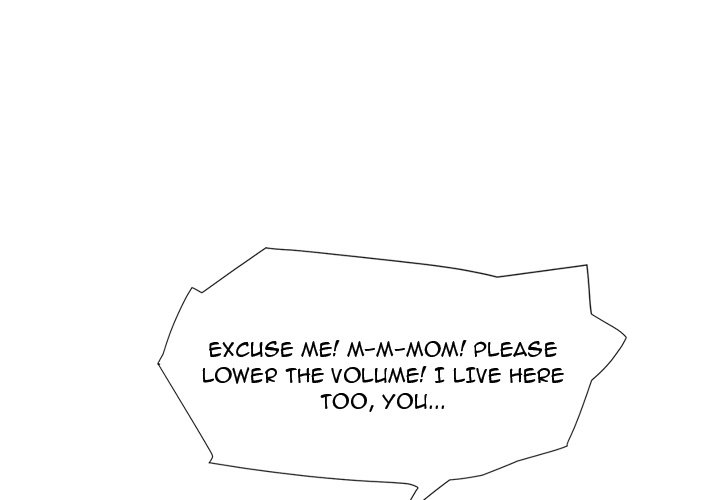 EXCUSE ME! M-M-MOM! PLEASE
LOWER THE VOLUME! I LIVE HERE
TOO, YOU...